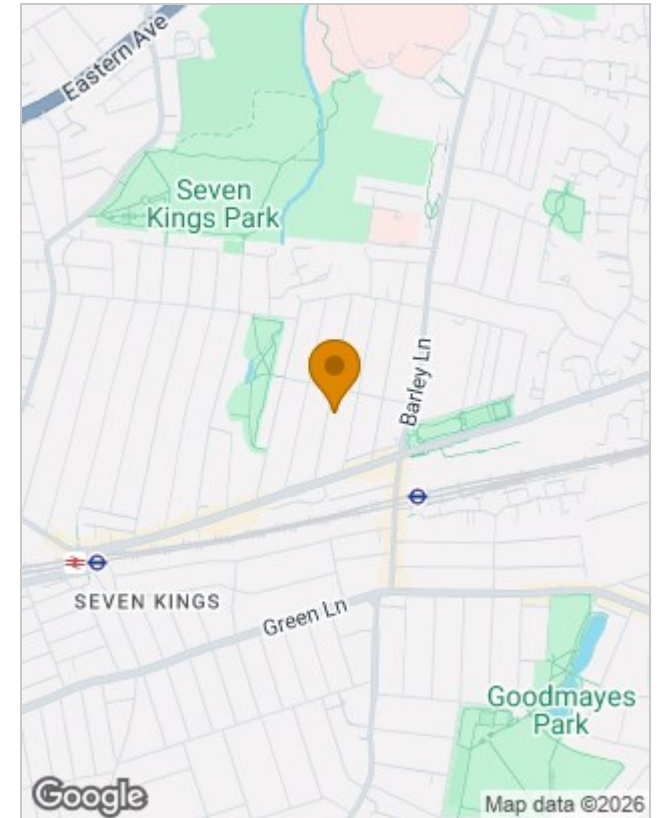 Eastern Ave
Seven
Kings Park
Barley Ln
SEVEN KINGS
Green Ln
Goodmayes
Park
Google
Map data ©2026